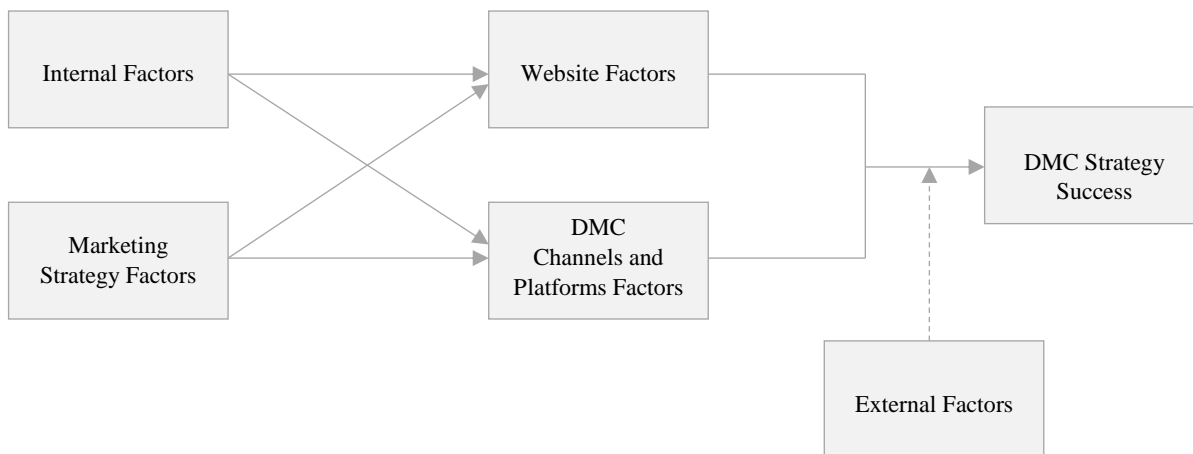 Internal Factors
Website Factors
DMC Strategy
Success
Marketing
Strategy Factors
DMC
Channels and
Platforms Factors
External Factors